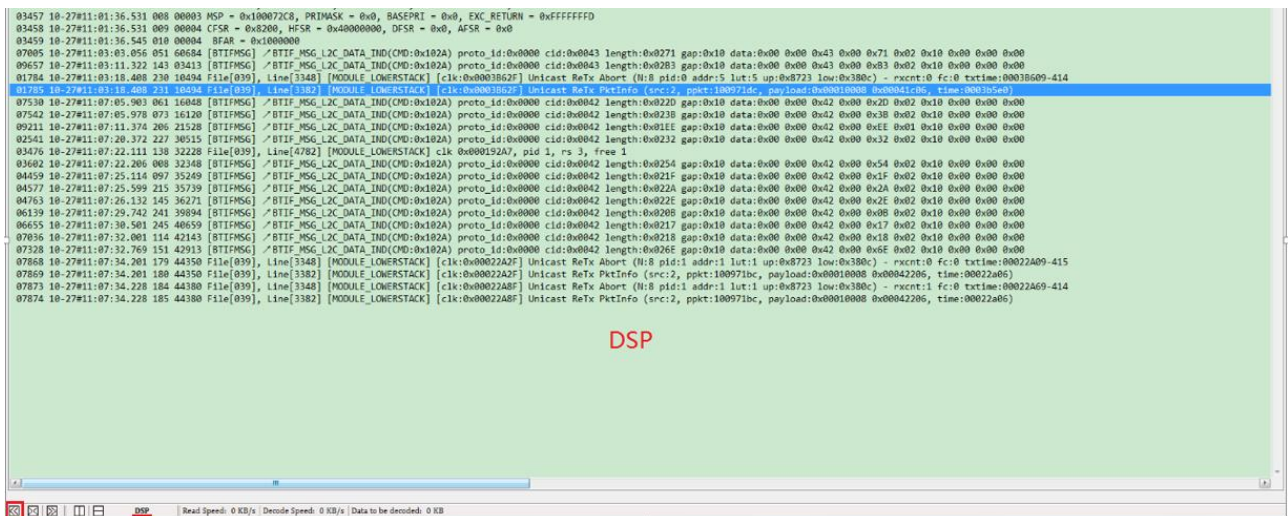 03457 10-27#11:01:36.531 008 00003 MSP = 0x100072C8, PRIMASK = 0x0, BASEPRI = 0x0, EXC_RETURN = 0xFFFFFFFD
03458 10-27#11:01:36.531 009 00004 CFSR = 0x8200, HFSR = 0x40000000, DFSR = 0x0, AFSR = 0x0
03459 10-27#11:01:36.545 010 00004  BFAR = 0x1000000
07005 10-27#11:03:03.056 051 60684 [BTIFMSG] ↗BTIF_MSG_L2C_DATA_IND(CMD:0x102A) proto_id:0x0000 cid:0x0043 length:0x0271 gap:0x10 data:0x00 0x00 0x43 0x00 0x71 0x02 0x10 0x00 0x00 0x00
09657 10-27#11:03:11.322 143 03413 [BTIFMSG] ↗BTIF_MSG_L2C_DATA_IND(CMD:0x102A) proto_id:0x0000 cid:0x0043 length:0x02B3 gap:0x10 data:0x00 0x00 0x43 0x00 0xB3 0x02 0x10 0x00 0x00 0x00
01784 10-27#11:03:18.408 230 10494 File[039], Line[3348] [MODULE_LOWERSTACK] [clk:0x0003B62F] Unicast ReTx Abort (N:8 pid:0 addr:5 lut:5 up:0x8723 low:0x380c) - rxcnt:0 fc:0 txtime:0003B609-414
01785 10-27#11:03:18.408 231 10494 File[039], Line[3382] [MODULE_LOWERSTACK] [clk:0x0003B62F] Unicast ReTx PktInfo (src:2, ppkt:100971dc, payload:0x00010008 0x00041c06, time:0003b5e0)
07530 10-27#11:07:05.903 061 16048 [BTIFMSG] ↗BTIF_MSG_L2C_DATA_IND(CMD:0x102A) proto_id:0x0000 cid:0x0042 length:0x022D gap:0x10 data:0x00 0x00 0x42 0x00 0x2D 0x02 0x10 0x00 0x00 0x00
07542 10-27#11:07:05.978 073 16120 [BTIFMSG] ↗BTIF_MSG_L2C_DATA_IND(CMD:0x102A) proto_id:0x0000 cid:0x0042 length:0x023B gap:0x10 data:0x00 0x00 0x42 0x00 0x3B 0x02 0x10 0x00 0x00 0x00
09211 10-27#11:07:11.374 206 21528 [BTIFMSG] ↗BTIF_MSG_L2C_DATA_IND(CMD:0x102A) proto_id:0x0000 cid:0x0042 length:0x01EE gap:0x10 data:0x00 0x00 0x42 0x00 0xEE 0x01 0x10 0x00 0x00 0x00
02541 10-27#11:07:20.372 227 30515 [BTIFMSG] ↗BTIF_MSG_L2C_DATA_IND(CMD:0x102A) proto_id:0x0000 cid:0x0042 length:0x0232 gap:0x10 data:0x00 0x00 0x42 0x00 0x32 0x02 0x10 0x00 0x00 0x00
03476 10-27#11:07:22.111 138 32228 File[039], Line[4782] [MODULE_LOWERSTACK] clk 0x000192A7, pid 1, rs 3, free 1
03602 10-27#11:07:22.206 008 32348 [BTIFMSG] ↗BTIF_MSG_L2C_DATA_IND(CMD:0x102A) proto_id:0x0000 cid:0x0042 length:0x0254 gap:0x10 data:0x00 0x00 0x42 0x00 0x54 0x02 0x10 0x00 0x00 0x00
04459 10-27#11:07:25.114 097 35249 [BTIFMSG] ↗BTIF_MSG_L2C_DATA_IND(CMD:0x102A) proto_id:0x0000 cid:0x0042 length:0x021F gap:0x10 data:0x00 0x00 0x42 0x00 0x1F 0x02 0x10 0x00 0x00 0x00
04577 10-27#11:07:25.599 215 35739 [BTIFMSG] ↗BTIF_MSG_L2C_DATA_IND(CMD:0x102A) proto_id:0x0000 cid:0x0042 length:0x022A gap:0x10 data:0x00 0x00 0x42 0x00 0x2A 0x02 0x10 0x00 0x00 0x00
04763 10-27#11:07:26.132 145 36271 [BTIFMSG] ↗BTIF_MSG_L2C_DATA_IND(CMD:0x102A) proto_id:0x0000 cid:0x0042 length:0x022E gap:0x10 data:0x00 0x00 0x42 0x00 0x2E 0x02 0x10 0x00 0x00 0x00
06139 10-27#11:07:29.742 241 39894 [BTIFMSG] ↗BTIF_MSG_L2C_DATA_IND(CMD:0x102A) proto_id:0x0000 cid:0x0042 length:0x020B gap:0x10 data:0x00 0x00 0x42 0x00 0x0B 0x02 0x10 0x00 0x00 0x00
06655 10-27#11:07:30.501 245 40659 [BTIFMSG] ↗BTIF_MSG_L2C_DATA_IND(CMD:0x102A) proto_id:0x0000 cid:0x0042 length:0x0217 gap:0x10 data:0x00 0x00 0x42 0x00 0x17 0x02 0x10 0x00 0x00 0x00
07036 10-27#11:07:32.001 114 42143 [BTIFMSG] ↗BTIF_MSG_L2C_DATA_IND(CMD:0x102A) proto_id:0x0000 cid:0x0042 length:0x0218 gap:0x10 data:0x00 0x00 0x42 0x00 0x18 0x02 0x10 0x00 0x00 0x00
07328 10-27#11:07:32.769 151 42913 [BTIFMSG] ↗BTIF_MSG_L2C_DATA_IND(CMD:0x102A) proto_id:0x0000 cid:0x0042 length:0x026E gap:0x10 data:0x00 0x00 0x42 0x00 0x6E 0x02 0x10 0x00 0x00 0x00
07868 10-27#11:07:34.201 179 44350 File[039], Line[3348] [MODULE_LOWERSTACK] [clk:0x00022A2F] Unicast ReTx Abort (N:8 pid:1 addr:1 lut:1 up:0x8723 low:0x380c) - rxcnt:1 fc:0 txtime:00022A09-415
07869 10-27#11:07:34.201 180 44350 File[039], Line[3382] [MODULE_LOWERSTACK] [clk:0x00022A2F] Unicast ReTx PktInfo (src:2, ppkt:100971bc, payload:0x00010008 0x00042206, time:00022a06)
07873 10-27#11:07:34.228 184 44380 File[039], Line[3348] [MODULE_LOWERSTACK] [clk:0x00022A8F] Unicast ReTx Abort (N:8 pid:1 addr:1 lut:1 up:0x8723 low:0x380c) - rxcnt:1 fc:0 txtime:00022A69-414
07874 10-27#11:07:34.228 185 44380 File[039], Line[3382] [MODULE_LOWERSTACK] [clk:0x00022A8F] Unicast ReTx PktInfo (src:2, ppkt:100971bc, payload:0x00010008 0x00042206, time:00022a06)
DSP
DSP Read Speed: 0 KB/s Decode Speed: 0 KB/s Data to be decoded: 0 KB